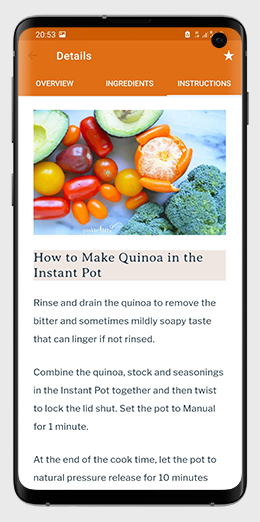 20:53
Details
OVERVIEW
INGREDIENTS
INSTRUCTIONS
How to Make Quinoa in the
Instant Pot
Rinse and drain the quinoa to remove the
bitter and sometimes mildly soapy taste
that can linger if not rinsed.
Combine the quinoa, stock and seasonings
in the Instant Pot together and then twist
to lock the lid shut. Set the pot to Manual
for 1 minute.
At the end of the cook time, let the pot to
natural pressure release for 10 minutes